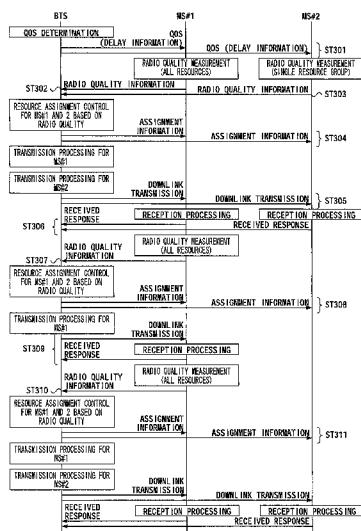 BTS MS#1 MS#2
QOS DETERMINATION
QOS
(DELAY INFORMATION)
QOS (DELAY INFORMATION)
ST301
RADIO QUALITY MEASUREMENT
(ALL RESOURCES)
RADIO QUALITY MEASUREMENT
(SINGLE RESOURCE GROUP)
ST302
RADIO QUALITY INFORMATION
RADIO QUALITY INFORMATION
ST303
RESOURCE ASSIGNMENT CONTROL
FOR MS#1 AND 2 BASED ON
RADIO QUALITY
ASSIGNMENT
INFORMATION
ASSIGNMENT INFORMATION
ST304
TRANSMISSION PROCESSING FOR
MS#1
TRANSMISSION PROCESSING FOR
MS#2
DOWNLINK
TRANSMISSION
DOWNLINK TRANSMISSION
ST305
RECEIVED
RESPONSE
RECEPTION PROCESSING
RECEPTION PROCESSING
RECEIVED RESPONSE
ST306
RADIO QUALITY MEASUREMENT
(ALL RESOURCES)
ST307
RADIO QUALITY
INFORMATION
RESOURCE ASSIGNMENT CONTROL
FOR MS#1 AND 2 BASED ON
RADIO QUALITY
ASSIGNMENT
INFORMATION
ASSIGNMENT INFORMATION
ST308
TRANSMISSION PROCESSING FOR
MS#1
DOWNLINK
TRANSMISSION
ST309
RECEIVED
RESPONSE
RECEPTION PROCESSING
RADIO QUALITY MEASUREMENT
(ALL RESOURCES)
RADIO QUALITY
INFORMATION
ST310
RESOURCE ASSIGNMENT CONTROL
FOR MS#1 AND 2 BASED ON
RADIO QUALITY
ASSIGNMENT
INFORMATION
ASSIGNMENT INFORMATION
ST311
TRANSMISSION PROCESSING FOR
MS#1
TRANSMISSION PROCESSING FOR
MS#2
DOWNLINK
TRANSMISSION
DOWNLINK TRANSMISSION
RECEIVED
RESPONSE
RECEPTION PROCESSING
RECEPTION PROCESSING
RECEIVED RESPONSE